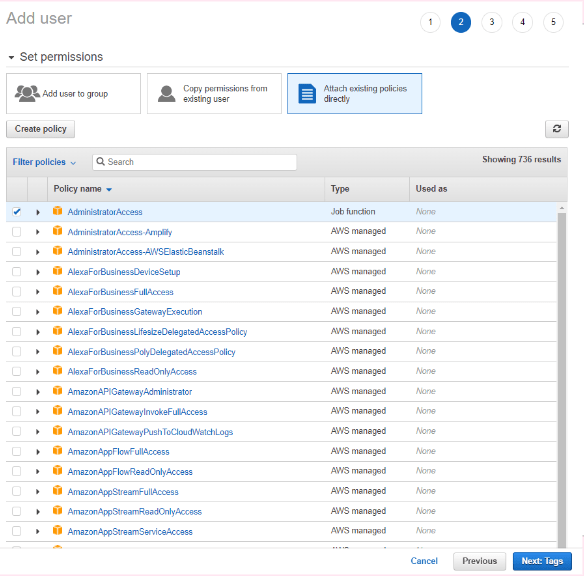 Add user
1 2 3 4 5
Set permissions
Add user to group
Copy permissions from
existing user
Attach existing policies
directly
Create policy
Filter policies
Search
Showing 736 results
Policy name Type Used as
AdministratorAccess Job function None
AdministratorAccess-Amplify AWS managed None
AdministratorAccess-AWSElasticBeanstalk AWS managed None
AlexaForBusinessDeviceSetup AWS managed None
AlexaForBusinessFullAccess AWS managed None
AlexaForBusinessGatewayExecution AWS managed None
AlexaForBusinessLifesizeDelegatedAccessPolicy AWS managed None
AlexaForBusinessPolyDelegatedAccessPolicy AWS managed None
AlexaForBusinessReadOnlyAccess AWS managed None
AmazonAPIGatewayAdministrator AWS managed None
AmazonAPIGatewayInvokeFullAccess AWS managed None
AmazonAPIGatewayPushToCloudWatchLogs AWS managed None
AmazonAppFlowFullAccess AWS managed None
AmazonAppFlowReadOnlyAccess AWS managed None
AmazonAppStreamFullAccess AWS managed None
AmazonAppStreamReadOnlyAccess AWS managed None
AmazonAppStreamServiceAccess AWS managed None
Cancel Previous Next: Tags